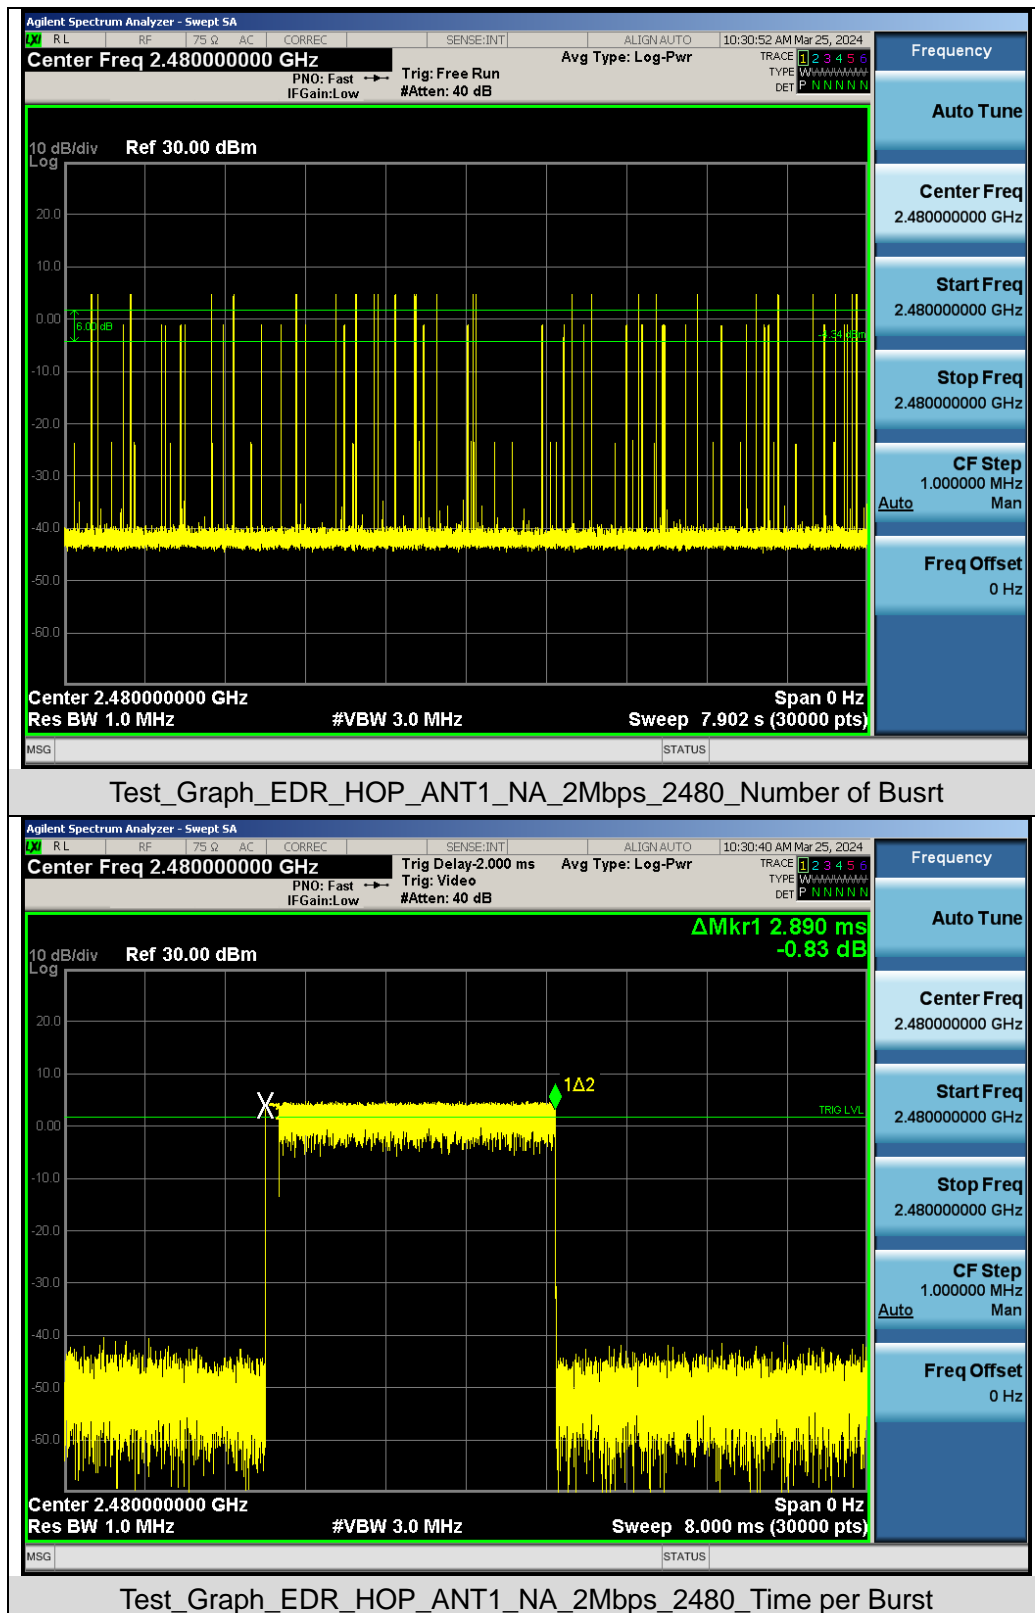 Agilent Spectrum Analyzer - Swept SA
LXI RL RF 75 Ω AC CORREC SENSE:INT ALIGN AUTO 10:30:52 AM Mar 25, 2024
Center Freq 2.480000000 GHz
PNO: Fast
IFGain:Low
Trig: Free Run
#Atten: 40 dB
Avg Type: Log-Pwr
TRACE 1 2 3 4 5 6
TYPE W
DET P N N N N N
10 dB/div Ref 30.00 dBm
Log
20.0
10.0
0.00
6.00 dB
-4.34 dBm
-10.0
-20.0
-30.0
-40.0
-50.0
-60.0
Center 2.480000000 GHz Span 0 Hz
Res BW 1.0 MHz #VBW 3.0 MHz Sweep 7.902 s (30000 pts)
MSG STATUS
Frequency
Auto Tune
Center Freq
2.480000000 GHz
Start Freq
2.480000000 GHz
Stop Freq
2.480000000 GHz
CF Step
1.000000 MHz
Auto Man
Freq Offset
0 Hz
Test_Graph_EDR_HOP_ANT1_NA_2Mbps_2480_Number of Busrt
Agilent Spectrum Analyzer - Swept SA
LXI RL RF 75 Ω AC CORREC SENSE:INT ALIGN AUTO 10:30:40 AM Mar 25, 2024
Center Freq 2.480000000 GHz
PNO: Fast
IFGain:Low
Trig Delay-2.000 ms
Trig: Video
#Atten: 40 dB
Avg Type: Log-Pwr
TRACE 1 2 3 4 5 6
TYPE W
DET P N N N N N
ΔMkr1 2.890 ms
-0.83 dB
10 dB/div Ref 30.00 dBm
Log
20.0
10.0
0.00
-10.0
-20.0
-30.0
-40.0
-50.0
-60.0
1Δ2
TRIG LVL
Center 2.480000000 GHz Span 0 Hz
Res BW 1.0 MHz #VBW 3.0 MHz Sweep 8.000 ms (30000 pts)
MSG STATUS
Frequency
Auto Tune
Center Freq
2.480000000 GHz
Start Freq
2.480000000 GHz
Stop Freq
2.480000000 GHz
CF Step
1.000000 MHz
Auto Man
Freq Offset
0 Hz
Test_Graph_EDR_HOP_ANT1_NA_2Mbps_2480_Time per Burst